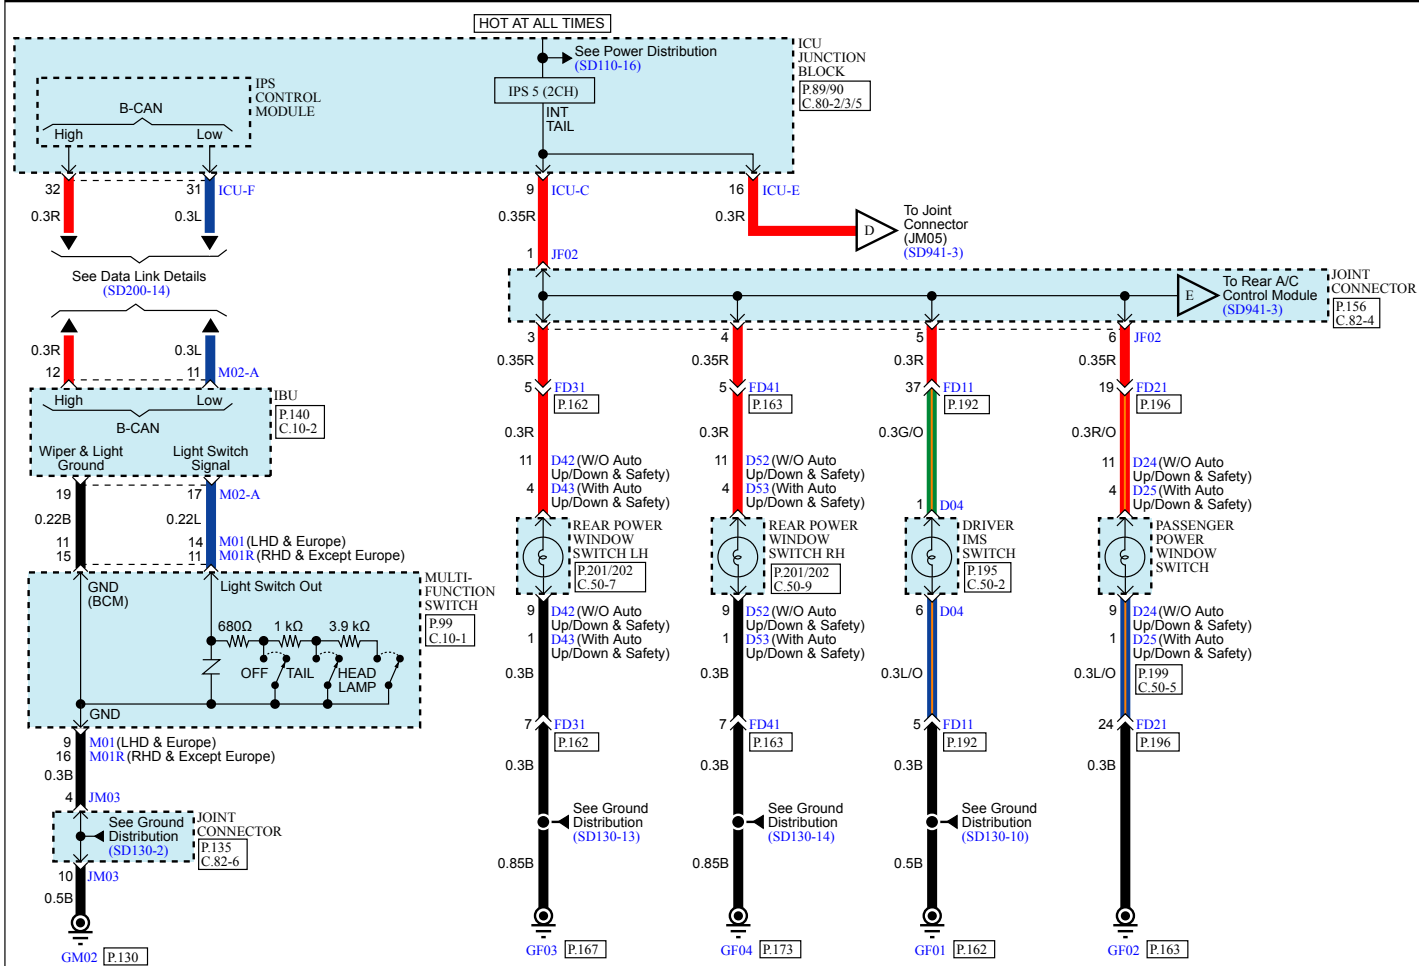 HOT AT ALL TIMES
See Power Distribution
(SD110-16)
ICU
JUNCTION
BLOCK
P.89/90
C.80-2/3/5
IPS
CONTROL
MODULE
B-CAN
High
Low
IPS 5 (2CH)
INT
TAIL
32
31
ICU-F
9
ICU-C
16
ICU-E
0.3R
0.3L
0.35R
0.3R
D
To Joint
Connector
(JM05)
(SD941-3)
1
JF02
See Data Link Details
(SD200-14)
E
To Rear A/C
Control Module
(SD941-3)
JOINT
CONNECTOR
P.156
C.82-4
3
4
5
6
JF02
0.3R
0.3L
0.35R
0.35R
0.3R
0.35R
12
11
M02-A
5
FD31
P.162
5
FD41
P.163
37
FD11
P.192
19
FD21
P.196
High
Low
B-CAN
IBU
P.140
C.10-2
Wiper & Light
Ground
Light Switch
Signal
0.3R
0.3R
0.3G/O
0.3R/O
11
D42 (W/O Auto
Up/Down & Safety)
4
D43 (With Auto
Up/Down & Safety)
11
D52 (W/O Auto
Up/Down & Safety)
4
D53 (With Auto
Up/Down & Safety)
1
D04
11
D24 (W/O Auto
Up/Down & Safety)
4
D25 (With Auto
Up/Down & Safety)
19
17
M02-A
0.22B
0.22L
11
15
14
M01 (LHD & Europe)
11
M01R (RHD & Except Europe)
REAR POWER
WINDOW
SWITCH LH
P.201/202
C.50-7
REAR POWER
WINDOW
SWITCH RH
P.201/202
C.50-9
DRIVER
IMS
SWITCH
P.195
C.50-2
PASSENGER
POWER
WINDOW
SWITCH
GND
(BCM)
Light Switch Out
MULTI-
FUNCTION
SWITCH
P.99
C.10-1
680Ω
1 kΩ
3.9 kΩ
OFF
TAIL
HEAD
LAMP
GND
9
D42 (W/O Auto
Up/Down & Safety)
1
D43 (With Auto
Up/Down & Safety)
9
D52 (W/O Auto
Up/Down & Safety)
1
D53 (With Auto
Up/Down & Safety)
6
D04
9
D24 (W/O Auto
Up/Down & Safety)
1
D25 (With Auto
Up/Down & Safety)
0.3B
0.3B
0.3L/O
0.3L/O
P.199
C.50-5
7
FD31
P.162
7
FD41
P.163
5
FD11
P.192
24
FD21
P.196
9
M01 (LHD & Europe)
16
M01R (RHD & Except Europe)
0.3B
0.3B
0.3B
0.3B
0.3B
4
JM03
See Ground
Distribution
(SD130-2)
JOINT
CONNECTOR
P.135
C.82-6
See Ground
Distribution
(SD130-13)
See Ground
Distribution
(SD130-14)
See Ground
Distribution
(SD130-10)
10
JM03
0.5B
0.85B
0.85B
0.5B
GM02
P.130
GF03
P.167
GF04
P.173
GF01
P.162
GF02
P.163